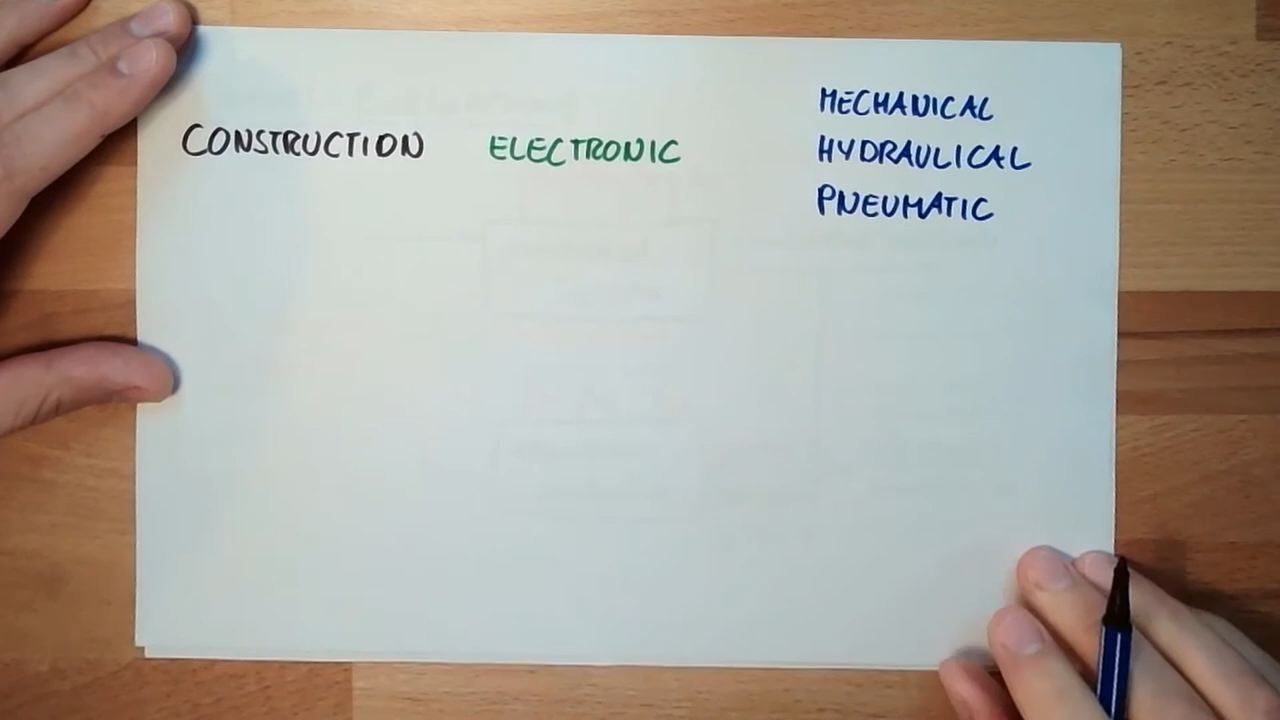 CONSTRUCTION
ELECTRONIC
MECHANICAL
HYDRAULICAL
PNEUMATIC